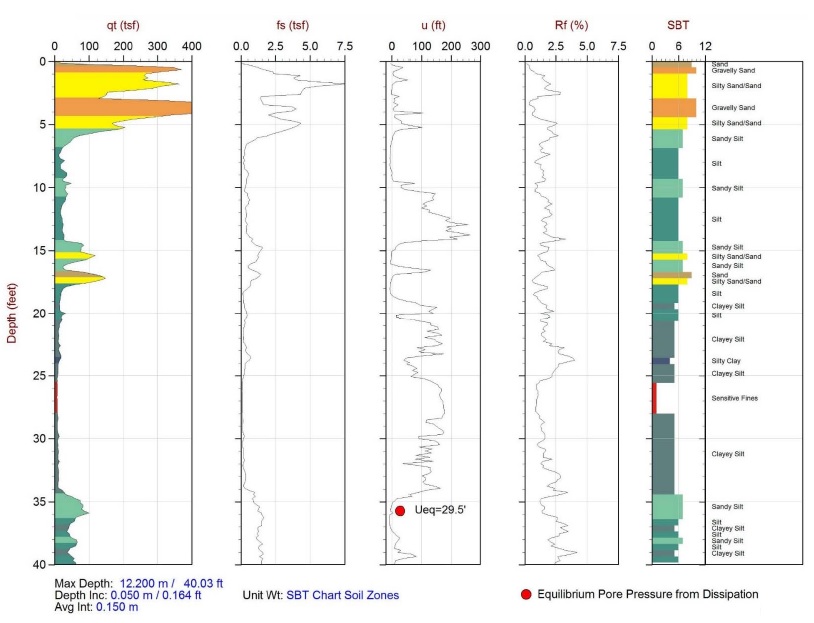 qt (tsf) fs (tsf) u (ft) Rf (%) SBT
0 100 200 300 400 0.0 2.5 5.0 7.5 0 100 200 300 0.0 2.5 5.0 7.5 0 6 12
0
5
10
15
20
25
30
35
40
Depth (feet)
Sand
Gravelly Sand
Silty Sand/Sand
Gravelly Sand
Silty Sand/Sand
Sandy Silt
Silt
Sandy Silt
Silt
Sandy Silt
Silty Sand/Sand
Sandy Silt
Sand
Silty Sand/Sand
Silt
Clayey Silt
Silt
Clayey Silt
Silty Clay
Clayey Silt
Sensitive Fines
Clayey Silt
Sandy Silt
Silt
Clayey Silt
Silt
Sandy Silt
Silt
Clayey Silt
Ueq=29.5'
Max Depth: 12.200 m / 40.03 ft
Depth Inc: 0.050 m / 0.164 ft
Avg Int: 0.150 m
Unit Wt: SBT Chart Soil Zones
Equilibrium Pore Pressure from Dissipation